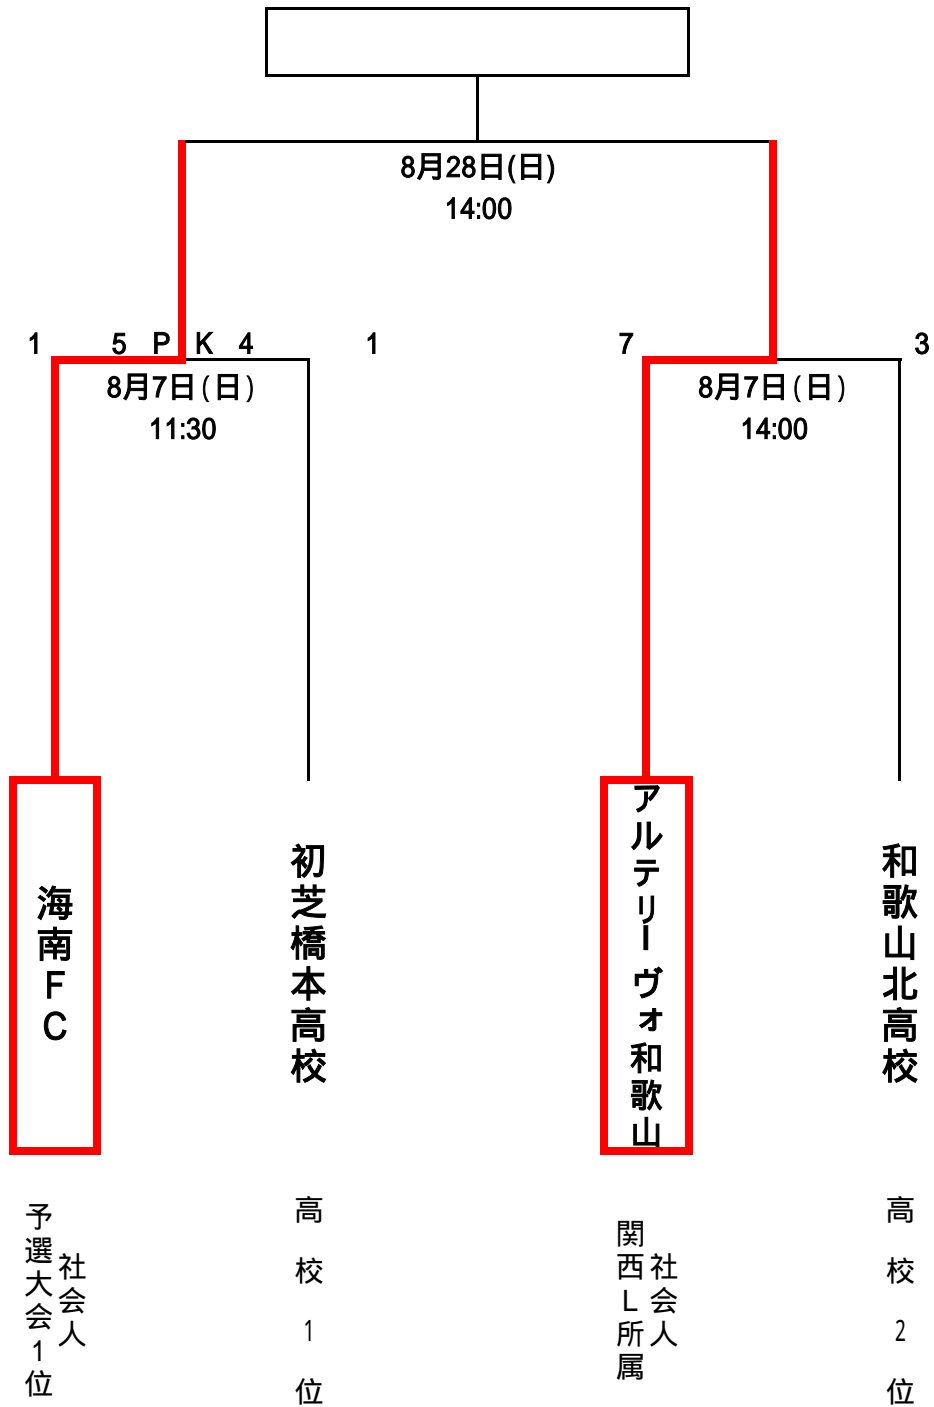 8月28日(日)
14:00
1 5 P K 4 1
7 3
8月7日(日)
11:30
8月7日(日)
14:00
海南FC
初芝橋本高校
アルテリーヴォ和歌山
和歌山北高校
社会人
予選大会1位
高校1位
社会人
関西L所属
高校2位